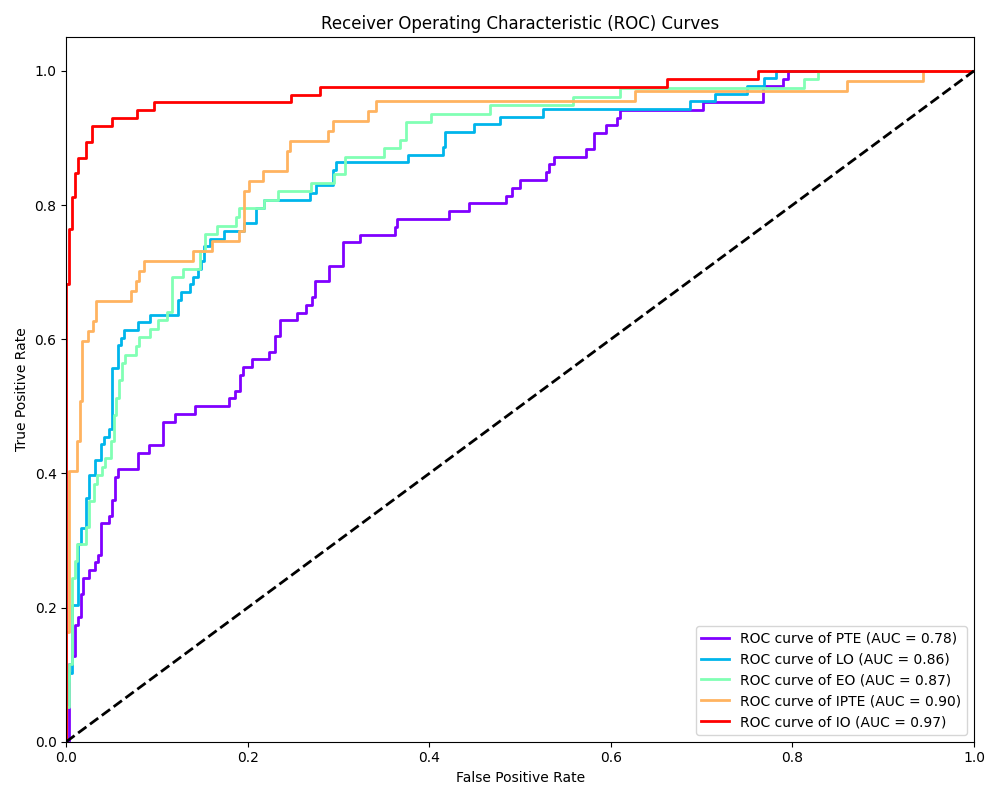 Receiver Operating Characteristic (ROC) Curves
True Positive Rate
1.0
0.8
0.6
0.4
0.2
0.0
0.0 0.2 0.4 0.6 0.8 1.0
False Positive Rate
ROC curve of PTE (AUC = 0.78)
ROC curve of LO (AUC = 0.86)
ROC curve of EO (AUC = 0.87)
ROC curve of IPTE (AUC = 0.90)
ROC curve of IO (AUC = 0.97)